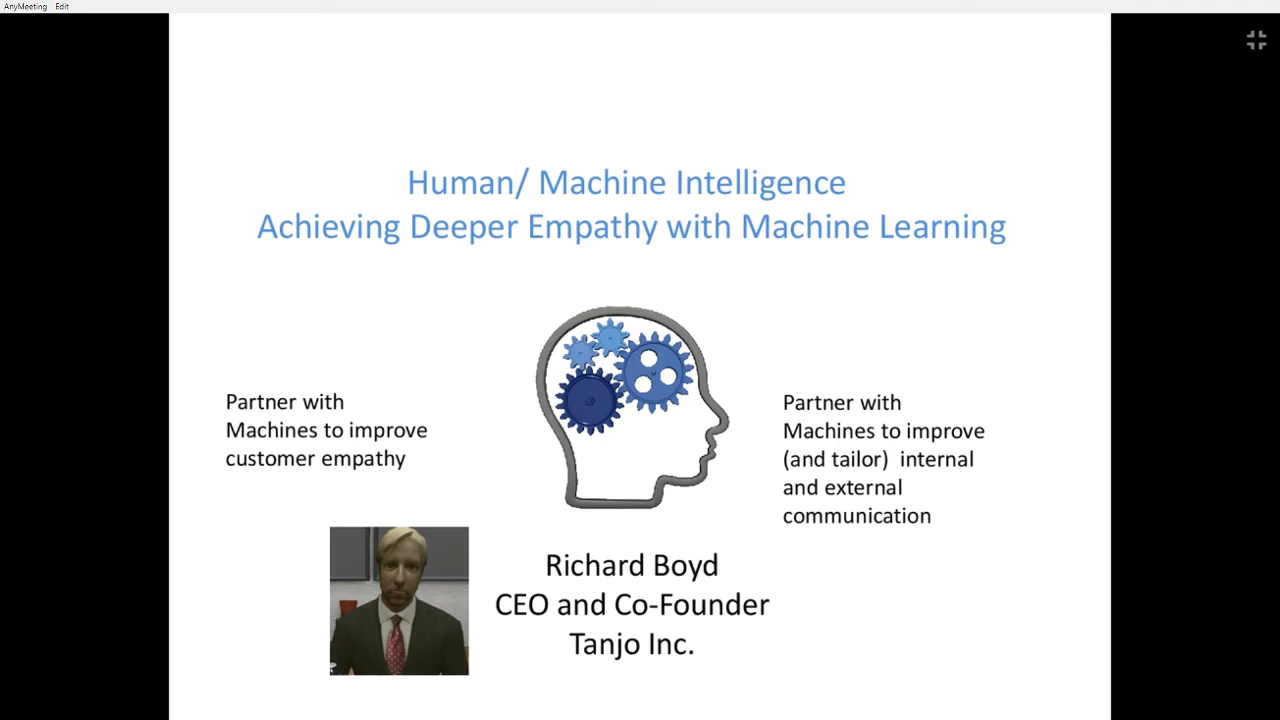 AnyMeeting Edit
Human/ Machine Intelligence
Achieving Deeper Empathy with Machine Learning
Partner with
Machines to improve
customer empathy
Partner with
Machines to improve
(and tailor) internal
and external
communication
Richard Boyd
CEO and Co-Founder
Tanjo Inc.